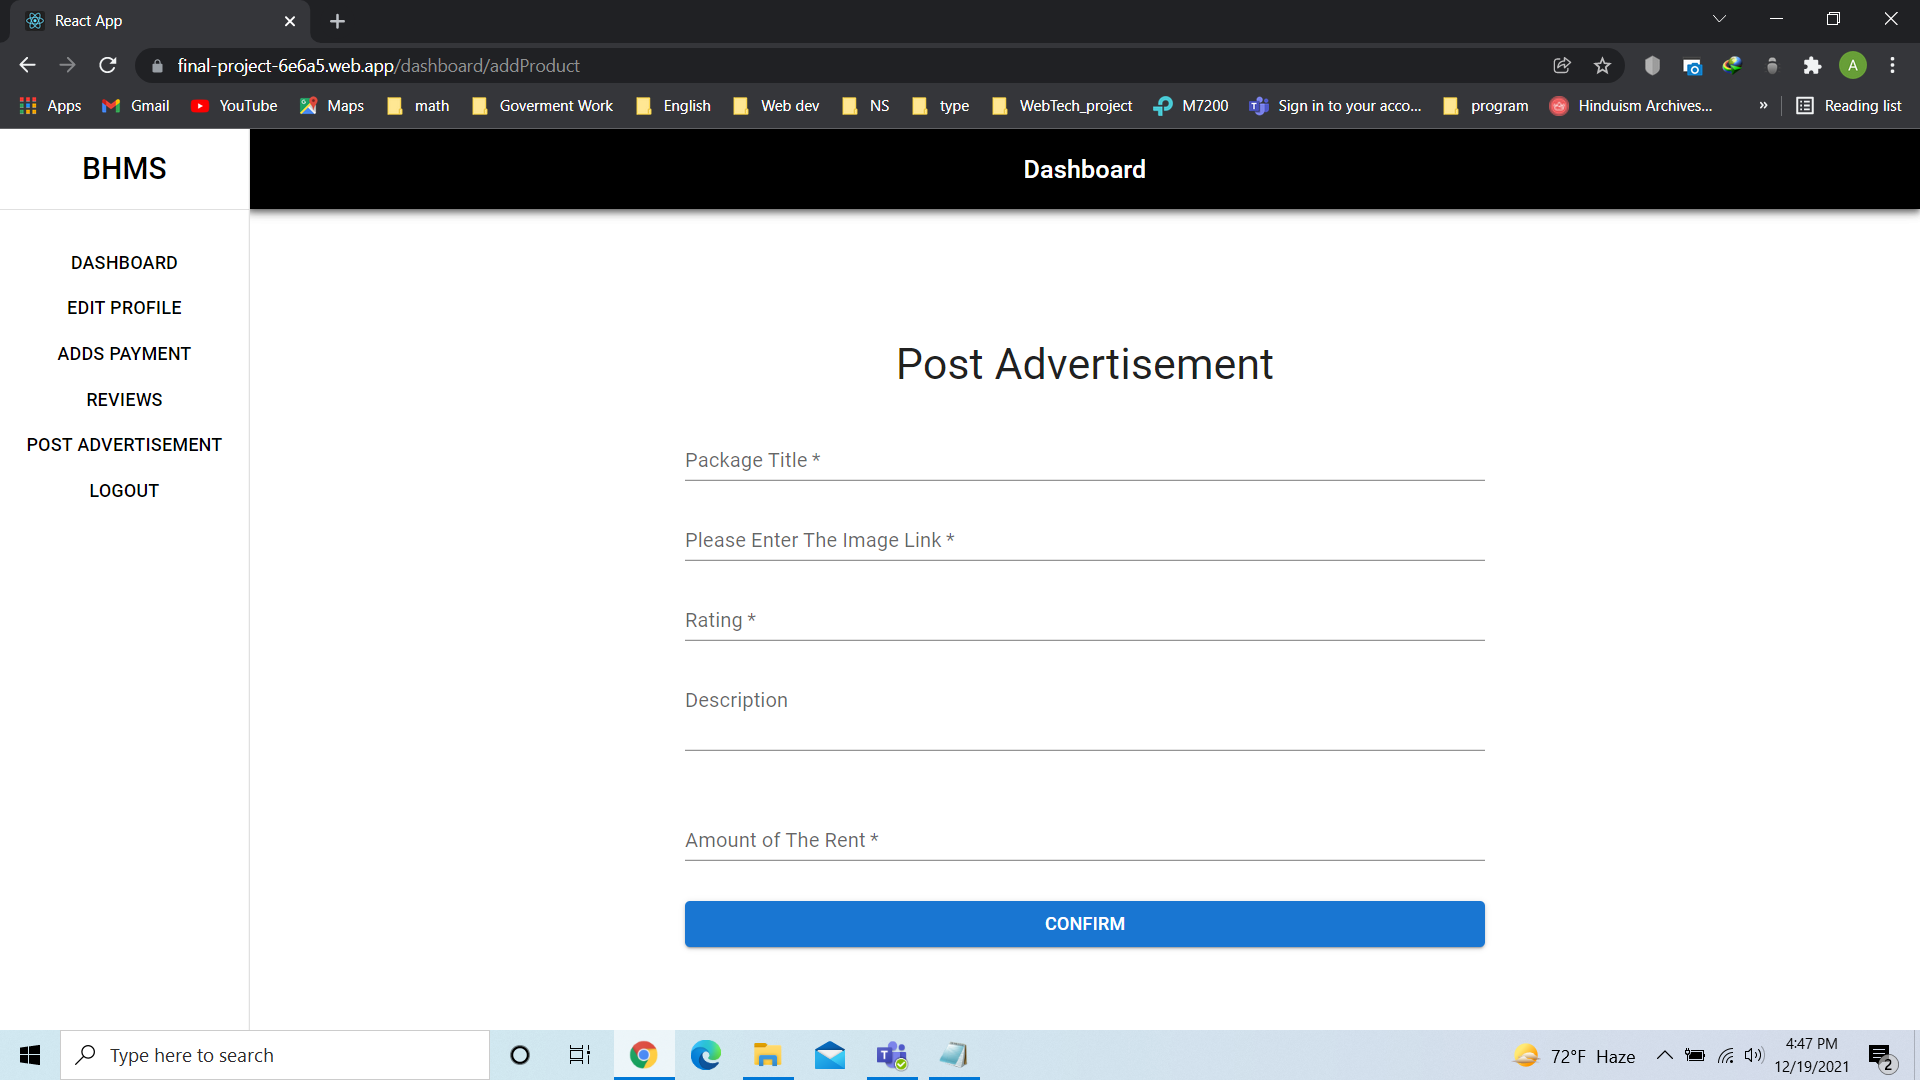 React App
final-project-6e6a5.web.app/dashboard/addProduct
A
Apps Gmail YouTube Maps math Goverment Work English Web dev NS type WebTech_project M7200 Sign in to your acco... program Hinduism Archives... » Reading list
BHMS
Dashboard
DASHBOARD
EDIT PROFILE
ADDS PAYMENT
REVIEWS
POST ADVERTISEMENT
LOGOUT
Post Advertisement
Package Title *
Please Enter The Image Link *
Rating *
Description
Amount of The Rent *
CONFIRM
Type here to search
72°F Haze
4:47 PM
12/19/2021
2